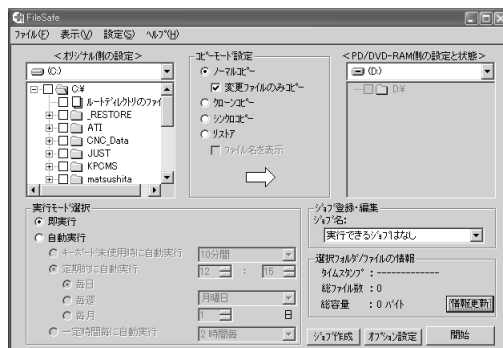 FileSafe
ファイル(F) 表示(V) 設定(S) ヘルプ(H)
<オリジナル側の設定>
(C:)
C:¥
ルートディレクトリのファイ
_RESTORE
ATI
CNC_Data
JUST
KPCMS
matsushita
コピーモード設定
ノーマルコピー
変更ファイルのみコピー
クローンコピー
シンクロコピー
リストア
ファイル名を表示
<PD/DVD-RAM側の設定と状態>
(D:)
D:¥
実行モード選択
即実行
自動実行
キーボード未使用時に自動実行 10分間
定期的に自動実行 12 : 15
毎日
毎週 月曜日
毎月 1 日
一定時間毎に自動実行 2 時間毎
ジョブ登録・編集
ジョブ名:
実行できるジョブはなし
選択フォルダ/ファイルの情報
タイムスタンプ : -------------
総ファイル数 : 0
総容量 : 0 バイト 情報更新
ジョブ作成 オプション設定 開始